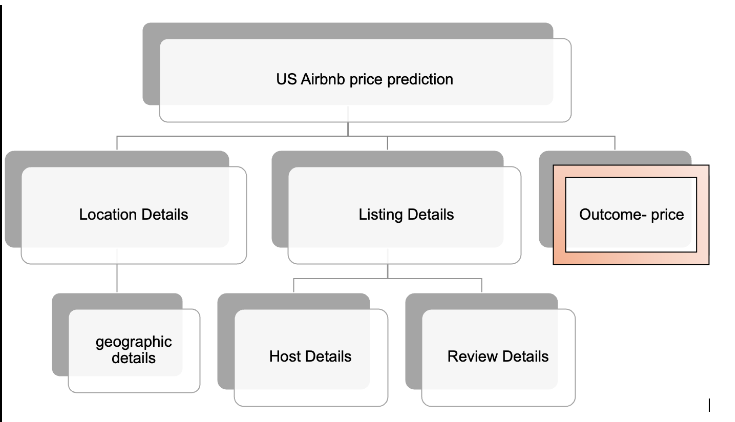 US Airbnb price prediction
Location Details
Listing Details
Outcome- price
geographic
details
Host Details
Review Details